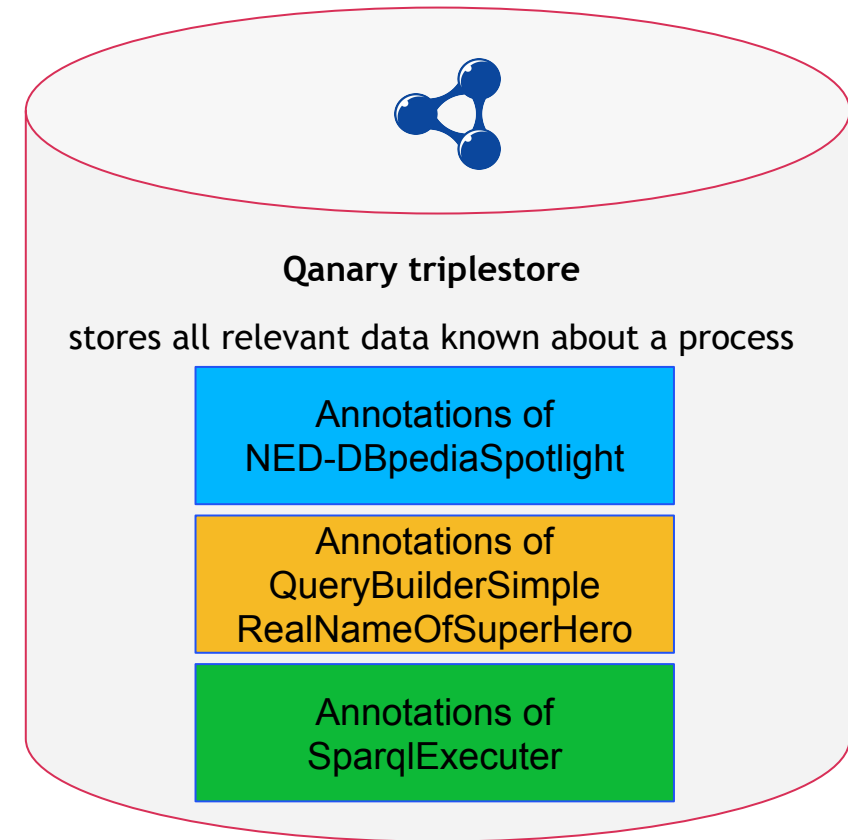 Qanary triplestore
stores all relevant data known about a process
Annotations of
NED-DBpediaSpotlight
Annotations of
QueryBuilderSimple
RealNameOfSuperHero
Annotations of
SparqlExecuter